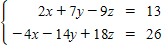 2x+7y−9z = 13
−4x−14y+18z = 26